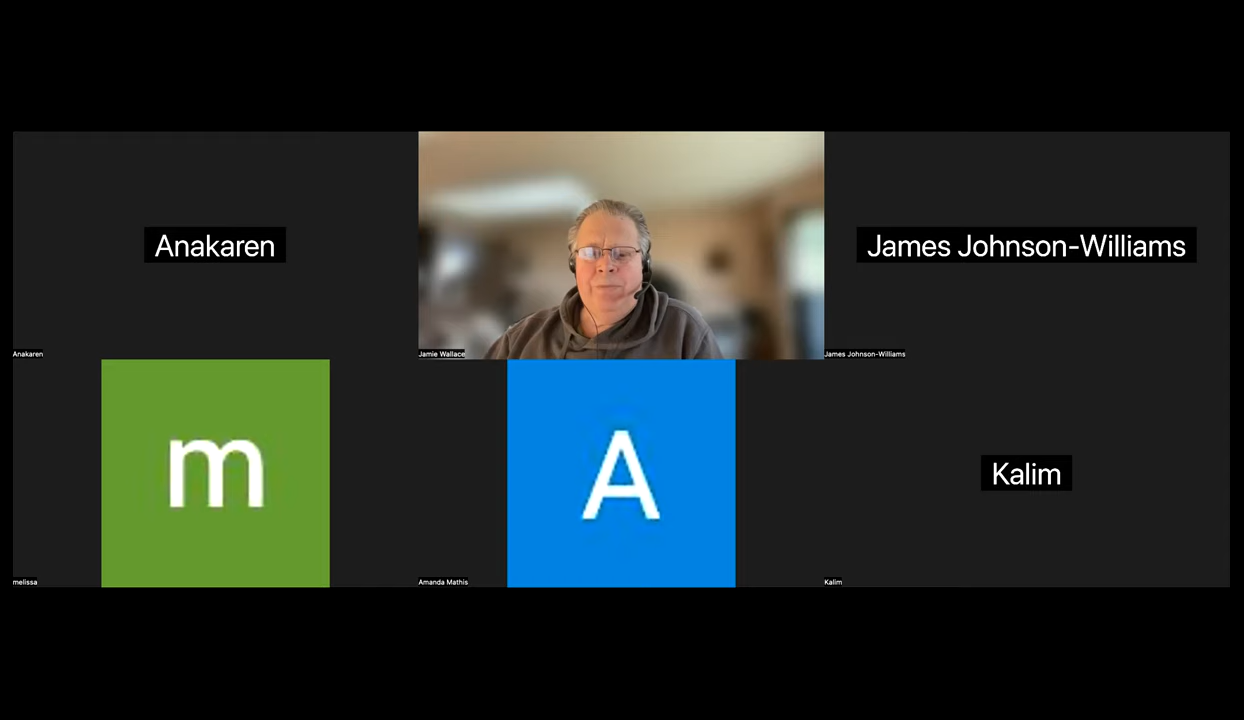 Anakaren
James Johnson-Williams
Anakaren
Jamie Wallace
James Johnson-Williams
m
A
Kalim
melissa
Amanda Mathis
Kalim